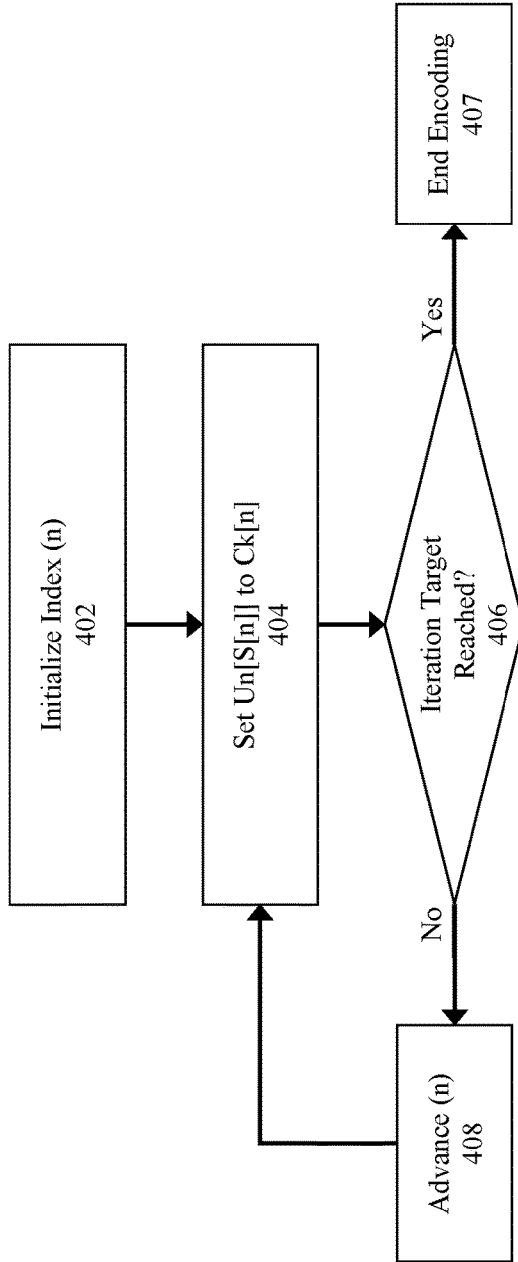 Initialize Index (n)
402
Set Un[S[n]] to Ck[n]
404
Iteration Target
Reached?
406
No
Yes
Advance (n)
408
End Encoding
407